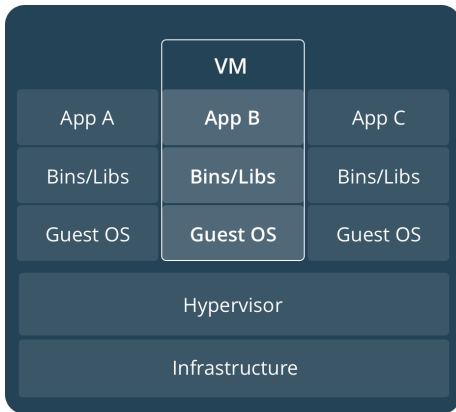 VM
App A
App B
App C
Bins/Libs
Bins/Libs
Bins/Libs
Guest OS
Guest OS
Guest OS
Hypervisor
Infrastructure